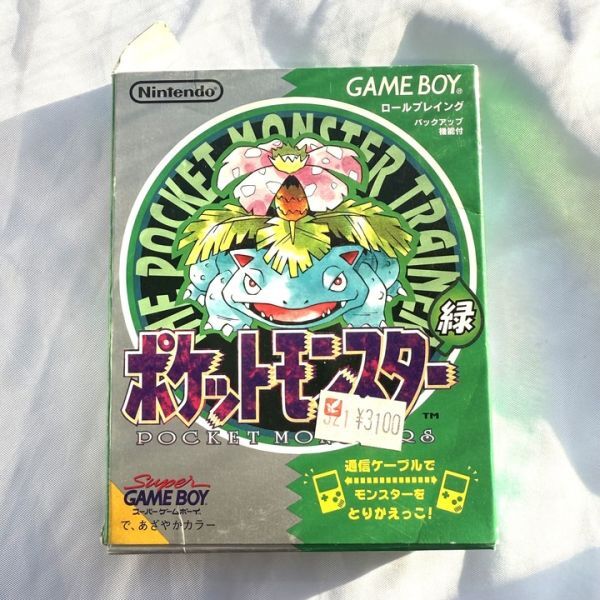 Nintendo
GAME BOY
ロールプレイング
バックアップ
機能付
THE POCKET MONSTER TRAINER
緑
ポケットモンスター
TM
521 ¥3100
POCKET MON RS
Super
GAME BOY
スーパーゲームボーイ
で、あざやかカラー
通信ケーブルで
モンスターを
とりかえっこ!